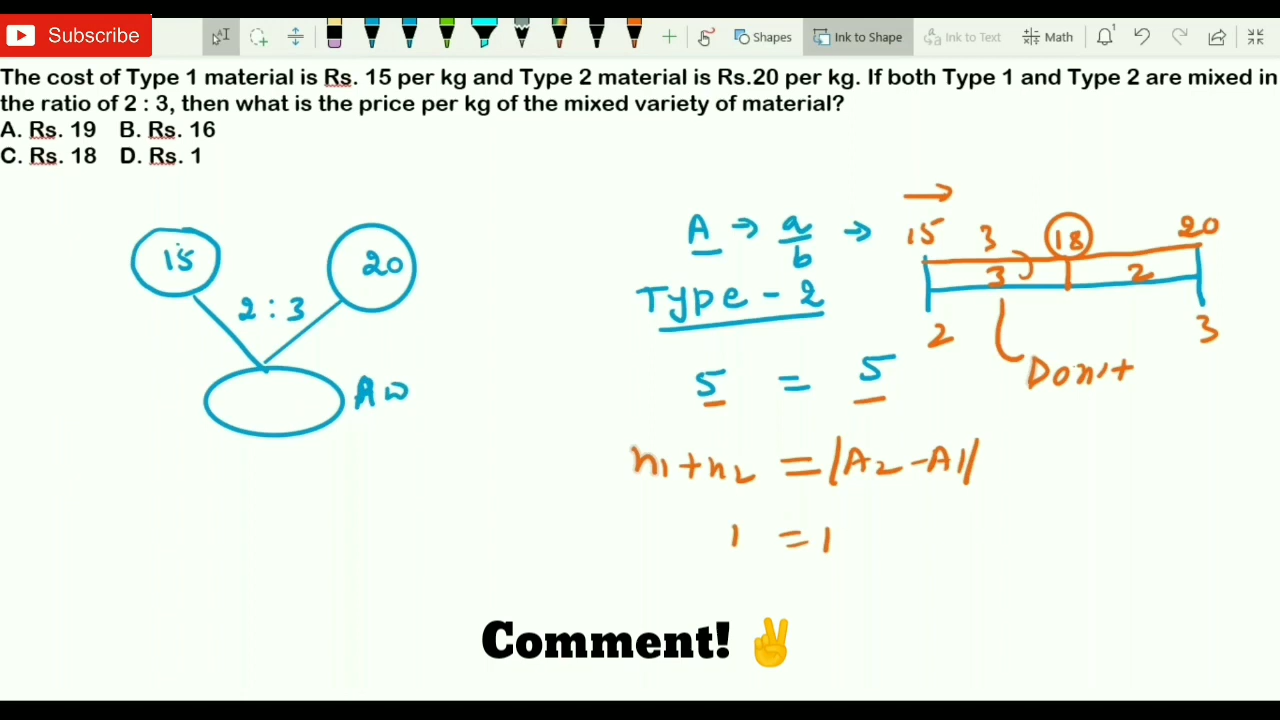 Subscribe
Shapes
Ink to Shape
Ink to Text
Math
The cost of Type 1 material is Rs. 15 per kg and Type 2 material is Rs.20 per kg. If both Type 1 and Type 2 are mixed in
the ratio of 2 : 3, then what is the price per kg of the mixed variety of material?
A. Rs. 19 B. Rs. 16
C. Rs. 18 D. Rs. 1
15
20
2 : 3
A → a/b → 15 3 18 20
3 2
Type - 2
2 3
5 = 5
n1 + n2 = |A2 - A1|
1 = 1
Comment! ✌